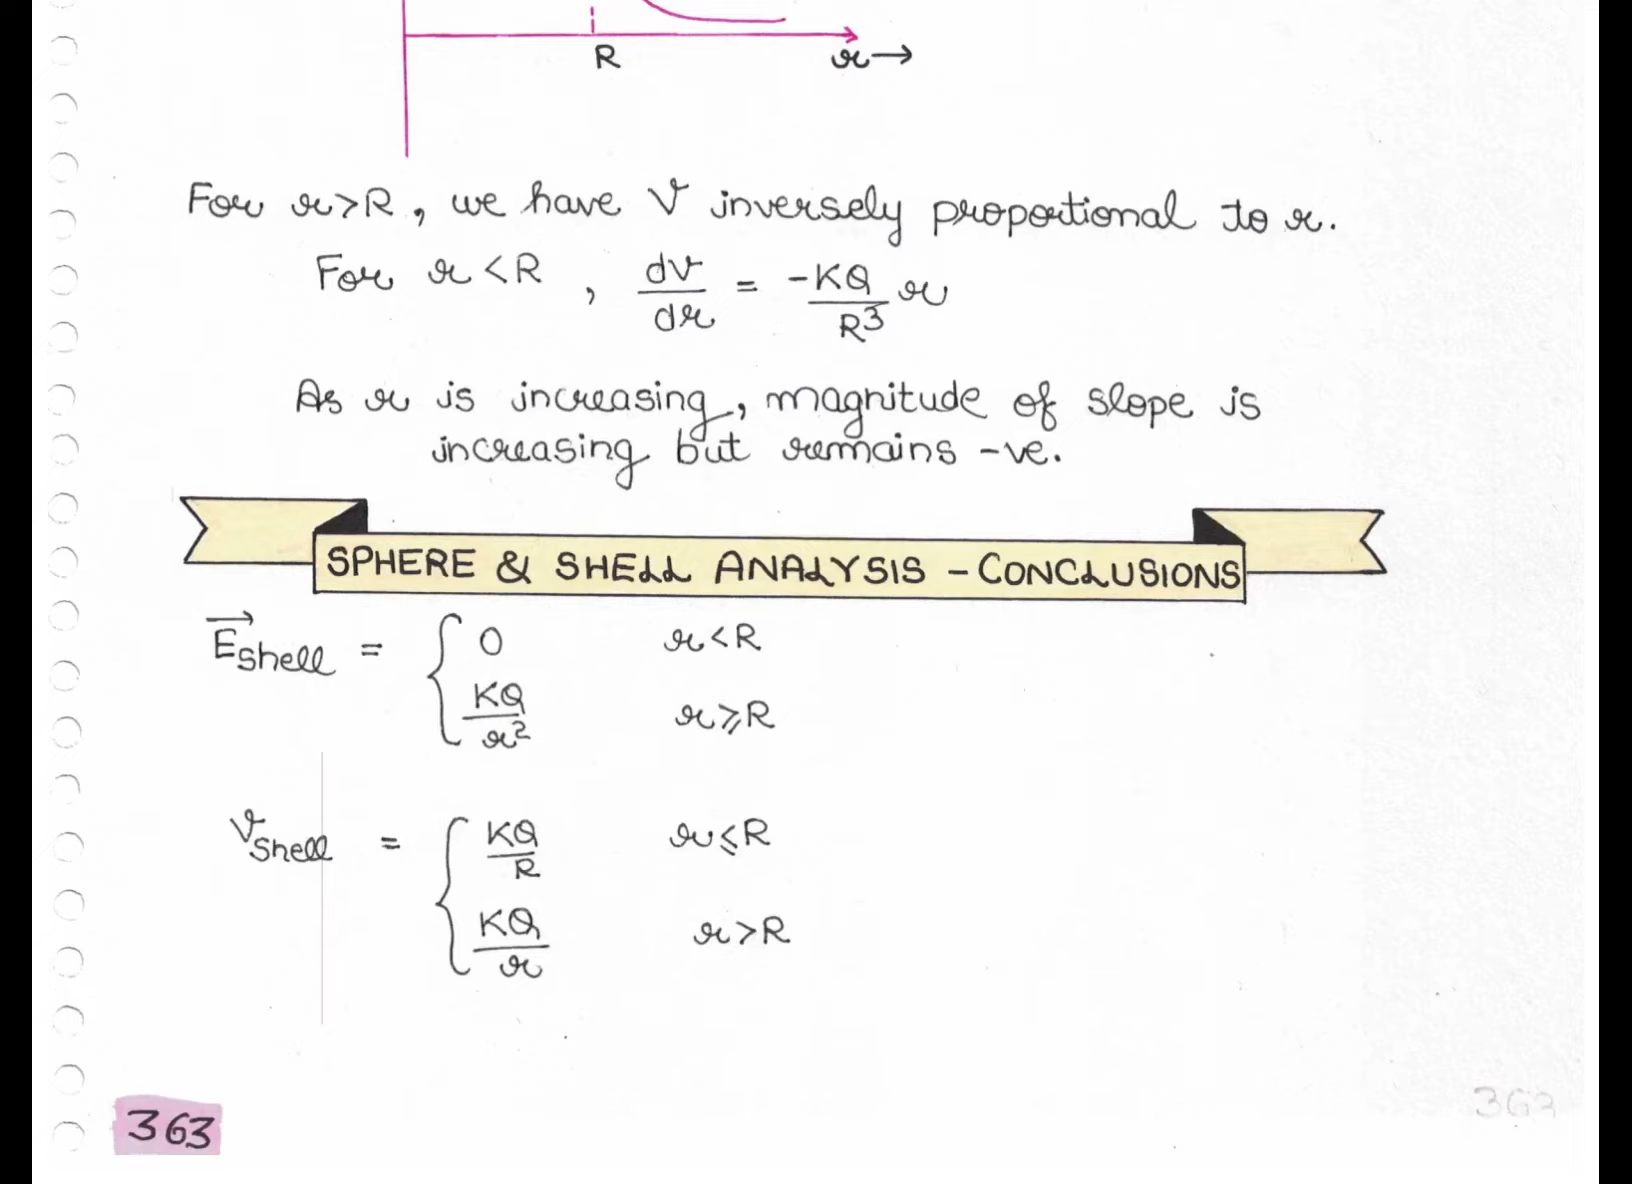 R
r→
For r>R, we have V inversely proportional to r.
For r<R, dv/dr = -KQ/R³ r
As r is increasing, magnitude of slope is
increasing but remains -ve.
SPHERE & SHELL ANALYSIS - CONCLUSIONS
E⃗shell = { 0 r<R
KQ/r² r⩾R
Vshell = { KQ/R r⩽R
KQ/r r>R
363
363